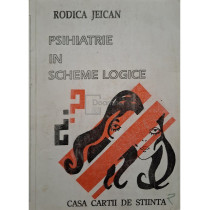 RODICA JEICAN
PSIHIATRIE
IN
SCHEME LOGICE
CASA CARTII DE STIINTA